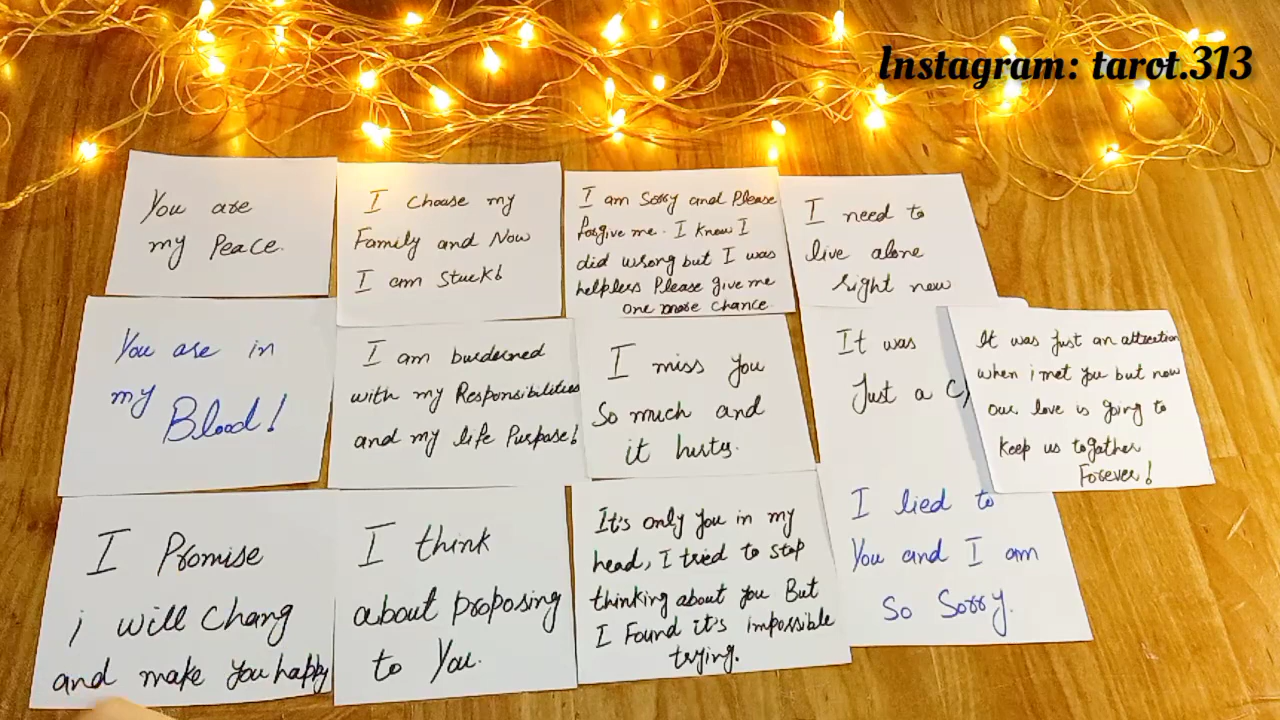 Instagram: tarot.313
You are
my Peace.
I choose my
Family and Now
I am Stuck!
I am Sorry and Please
forgive me. I know I
did wrong but I was
helpless Please give me
one more chance.
I need to
live alone
right now
You are in
my
Blood!
I am burdened
with my Responsibilities
and my life Purpose!
I miss you
So much and
it hurts.
It was
Just a
It was Just an attraction
when i met you but now
our love is going to
keep us togather
Forever!
I Promise
i will Chang
and make you happy
I think
about proposing
to You.
It's only you in my
head, I tried to stop
thinking about you But
I Found it's impossible
trying.
I lied to
You and I am
So Sorry.